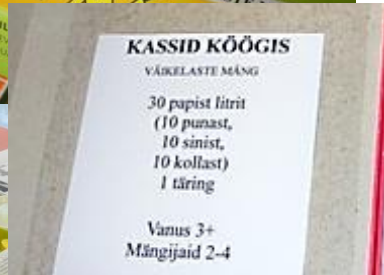 KASSID KÖÖGIS
VÄIKELASTE MÄNG
30 papist litrit
(10 punast,
10 sinist,
10 kollast)
1 täring
Vanus 3+
Mängijaid 2-4